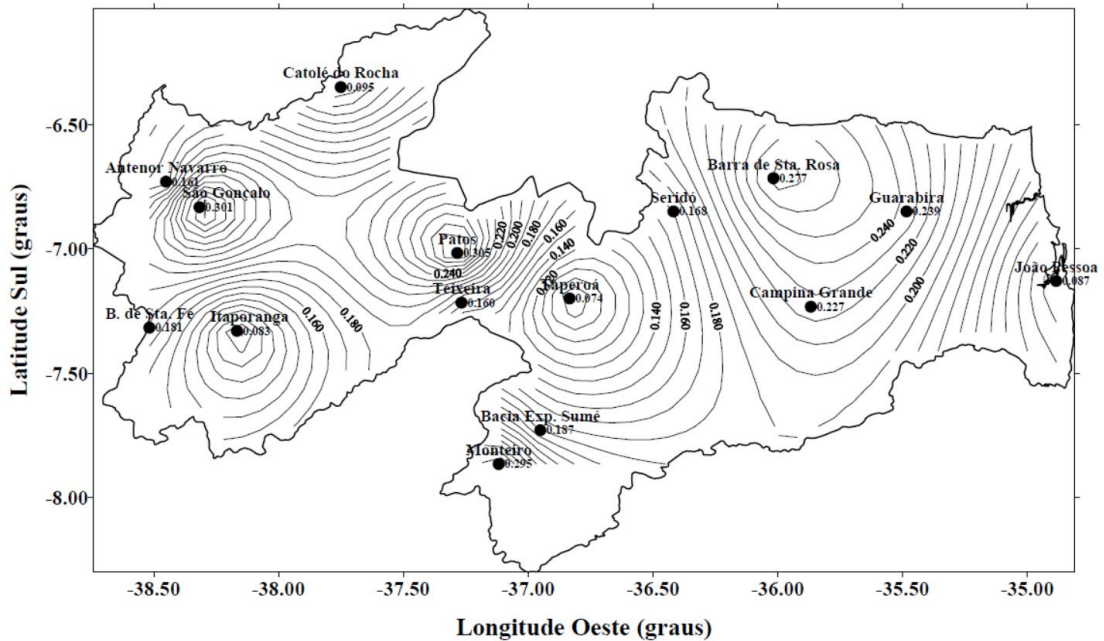 Catolé do Rocha
0.095
-6.50
Antenor Navarro
0.161
São Gonçalo
0.301
Barra de Sta. Rosa
0.277
Seridó
0.168
Guarabira
0.239
-7.00
Patos
0.305
0.220
0.200
0.180
0.160
0.140
0.120
0.240
Teixeira
0.160
Taperoá
0.074
0.240
0.220
0.200
João Pessoa
0.087
B. de Sta. Fé
0.181
Itaporanga
0.083
0.160
0.180
0.140
0.160
0.180
Campina Grande
0.227
-7.50
Bacia Exp. Sumé
0.187
Monteiro
0.295
-8.00
Latitude Sul (graus)
-38.50 -38.00 -37.50 -37.00 -36.50 -36.00 -35.50 -35.00
Longitude Oeste (graus)